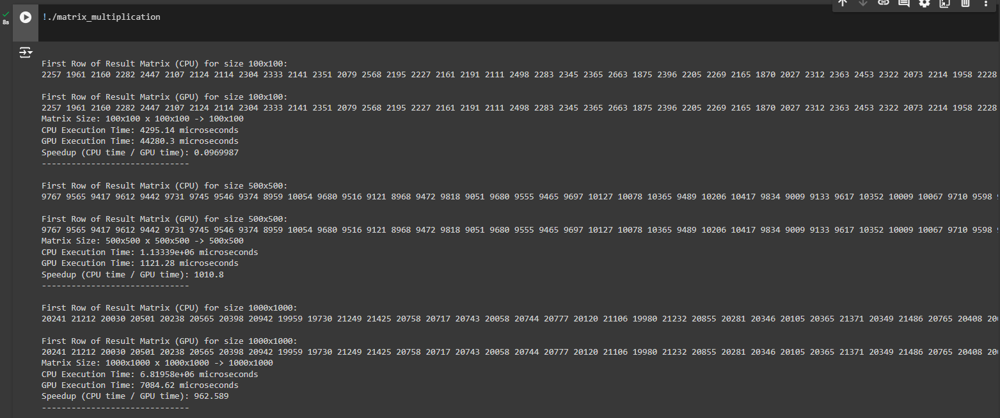 8s
!./matrix_multiplication
First Row of Result Matrix (CPU) for size 100x100:
2257 1961 2160 2282 2447 2107 2124 2114 2304 2333 2141 2351 2079 2568 2195 2227 2161 2191 2111 2498 2283 2345 2365 2663 1875 2396 2205 2269 2165 1870 2027 2312 2363 2453 2322 2073 2214 1958 2228
First Row of Result Matrix (GPU) for size 100x100:
2257 1961 2160 2282 2447 2107 2124 2114 2304 2333 2141 2351 2079 2568 2195 2227 2161 2191 2111 2498 2283 2345 2365 2663 1875 2396 2205 2269 2165 1870 2027 2312 2363 2453 2322 2073 2214 1958 2228
Matrix Size: 100x100 x 100x100 -> 100x100
CPU Execution Time: 4295.14 microseconds
GPU Execution Time: 44280.3 microseconds
Speedup (CPU time / GPU time): 0.0969987
------------------------------
First Row of Result Matrix (CPU) for size 500x500:
9767 9565 9417 9612 9442 9731 9745 9546 9374 8959 10054 9680 9516 9121 8968 9472 9818 9051 9680 9555 9465 9697 10127 10078 10365 9489 10206 10417 9834 9009 9133 9617 10352 10009 10067 9710 9598
First Row of Result Matrix (GPU) for size 500x500:
9767 9565 9417 9612 9442 9731 9745 9546 9374 8959 10054 9680 9516 9121 8968 9472 9818 9051 9680 9555 9465 9697 10127 10078 10365 9489 10206 10417 9834 9009 9133 9617 10352 10009 10067 9710 9598
Matrix Size: 500x500 x 500x500 -> 500x500
CPU Execution Time: 1.13339e+06 microseconds
GPU Execution Time: 1121.28 microseconds
Speedup (CPU time / GPU time): 1010.8
------------------------------
First Row of Result Matrix (CPU) for size 1000x1000:
20241 21212 20030 20501 20238 20565 20398 20942 19959 19730 21249 21425 20758 20717 20743 20058 20744 20777 20120 21106 19980 21232 20855 20281 20346 20105 20365 21371 20349 21486 20765 20408
First Row of Result Matrix (GPU) for size 1000x1000:
20241 21212 20030 20501 20238 20565 20398 20942 19959 19730 21249 21425 20758 20717 20743 20058 20744 20777 20120 21106 19980 21232 20855 20281 20346 20105 20365 21371 20349 21486 20765 20408
Matrix Size: 1000x1000 x 1000x1000 -> 1000x1000
CPU Execution Time: 6.81958e+06 microseconds
GPU Execution Time: 7084.62 microseconds
Speedup (CPU time / GPU time): 962.589
------------------------------